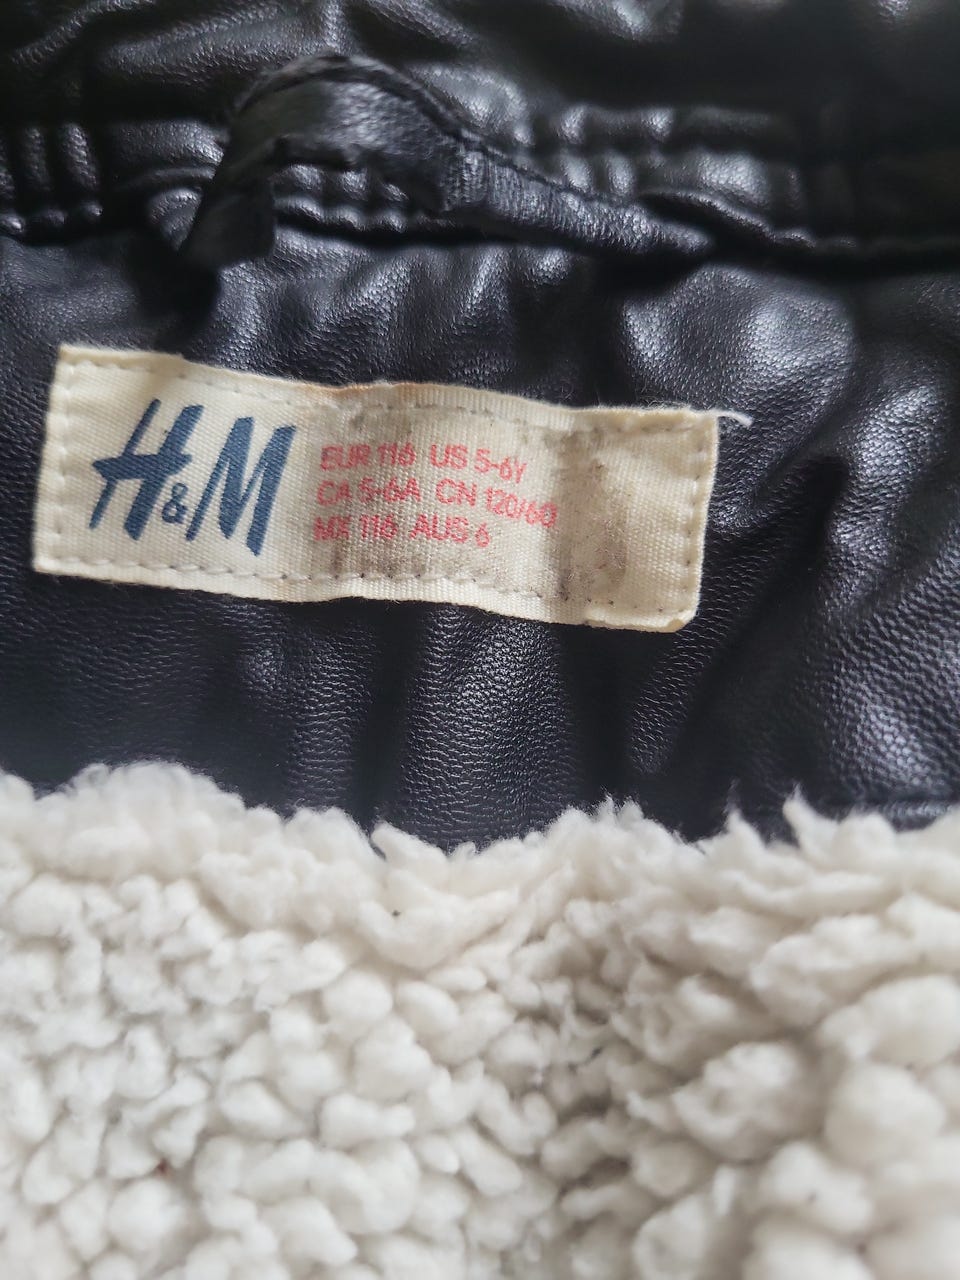 H&M
EUR 116 US 5-6Y
CA 5-6A CN 120/60
MX 116 AUS 6